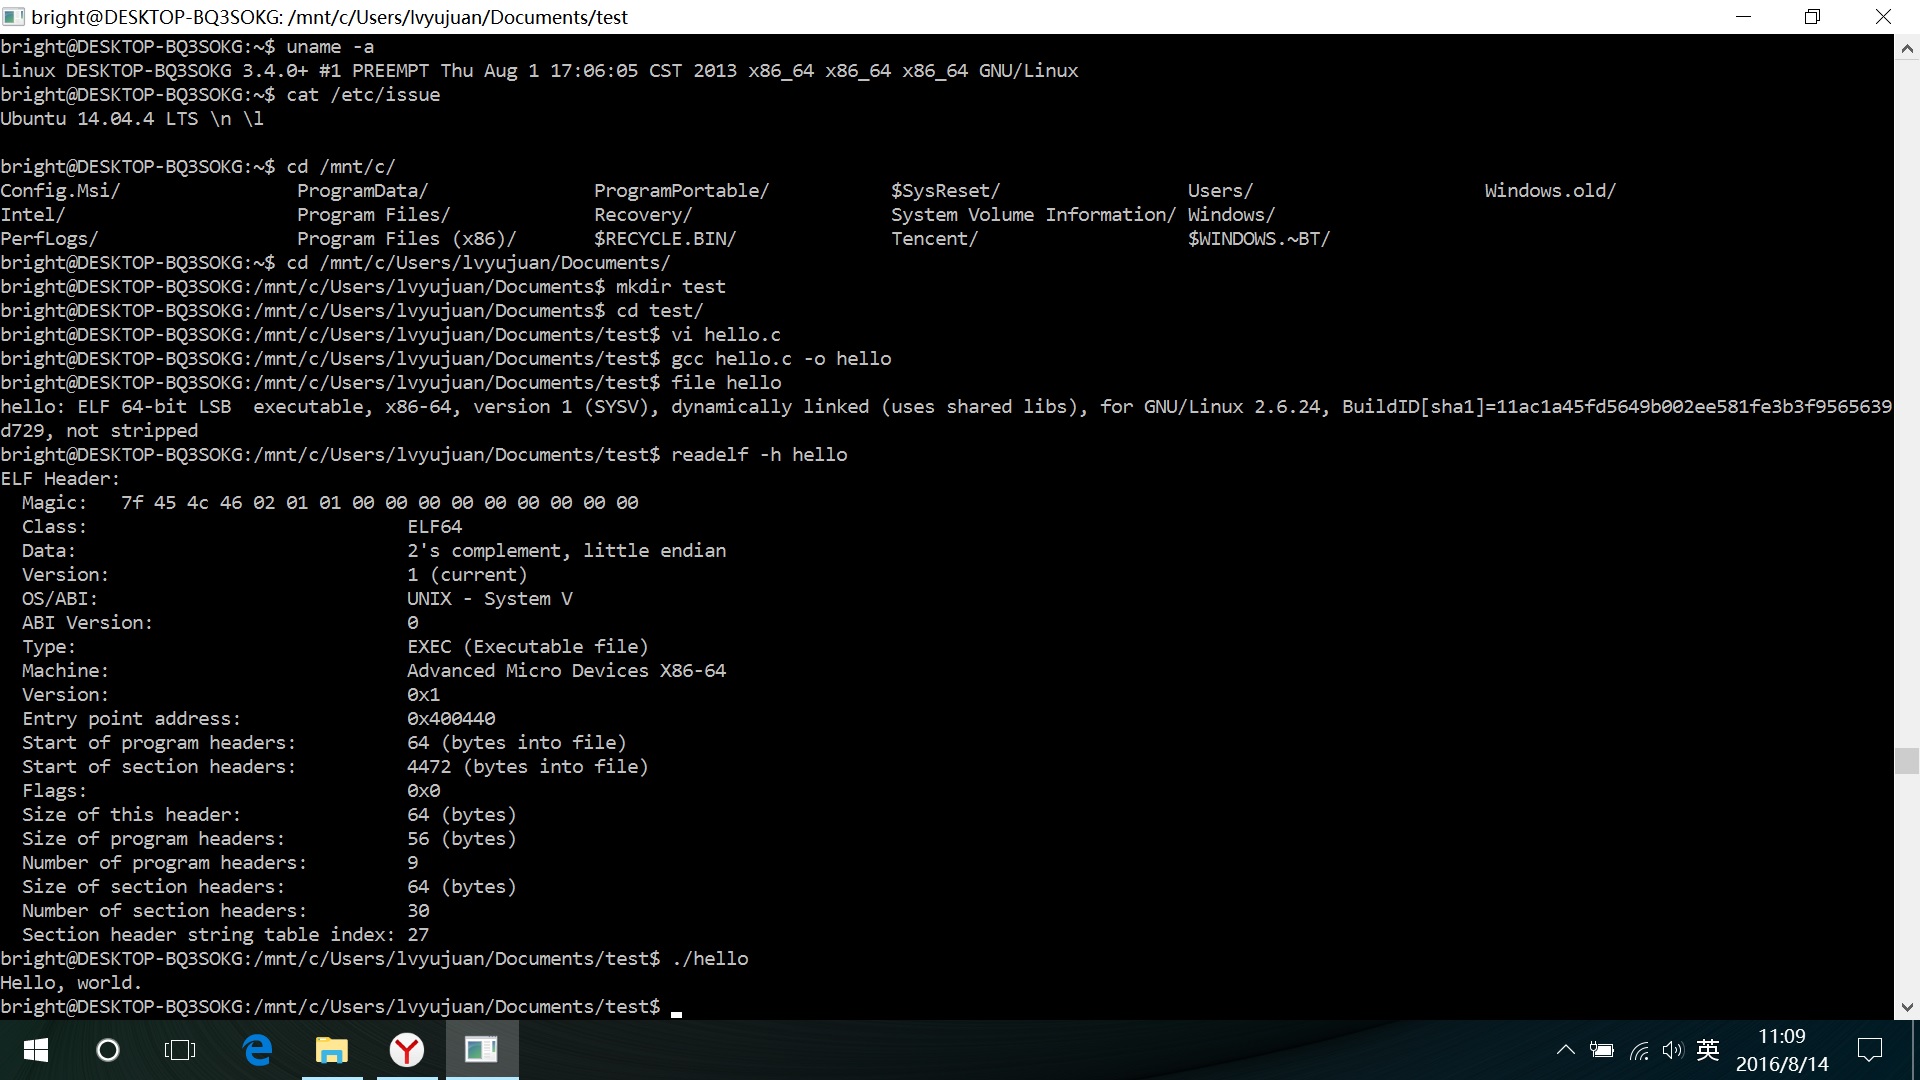 bright@DESKTOP-BQ3SOKG: /mnt/c/Users/lvyujuan/Documents/test
bright@DESKTOP-BQ3SOKG:~$ uname -a
Linux DESKTOP-BQ3SOKG 3.4.0+ #1 PREEMPT Thu Aug 1 17:06:05 CST 2013 x86_64 x86_64 x86_64 GNU/Linux
bright@DESKTOP-BQ3SOKG:~$ cat /etc/issue
Ubuntu 14.04.4 LTS \n \l
bright@DESKTOP-BQ3SOKG:~$ cd /mnt/c/
Config.Msi/ ProgramData/ ProgramPortable/ $SysReset/ Users/ Windows.old/
Intel/ Program Files/ Recovery/ System Volume Information/ Windows/
PerfLogs/ Program Files (x86)/ $RECYCLE.BIN/ Tencent/ $WINDOWS.~BT/
bright@DESKTOP-BQ3SOKG:~$ cd /mnt/c/Users/lvyujuan/Documents/
bright@DESKTOP-BQ3SOKG:/mnt/c/Users/lvyujuan/Documents$ mkdir test
bright@DESKTOP-BQ3SOKG:/mnt/c/Users/lvyujuan/Documents$ cd test/
bright@DESKTOP-BQ3SOKG:/mnt/c/Users/lvyujuan/Documents/test$ vi hello.c
bright@DESKTOP-BQ3SOKG:/mnt/c/Users/lvyujuan/Documents/test$ gcc hello.c -o hello
bright@DESKTOP-BQ3SOKG:/mnt/c/Users/lvyujuan/Documents/test$ file hello
hello: ELF 64-bit LSB  executable, x86-64, version 1 (SYSV), dynamically linked (uses shared libs), for GNU/Linux 2.6.24, BuildID[sha1]=11ac1a45fd5649b002ee581fe3b3f9565639
d729, not stripped
bright@DESKTOP-BQ3SOKG:/mnt/c/Users/lvyujuan/Documents/test$ readelf -h hello
ELF Header:
Magic: 7f 45 4c 46 02 01 01 00 00 00 00 00 00 00 00 00
Class: ELF64
Data: 2's complement, little endian
Version: 1 (current)
OS/ABI: UNIX - System V
ABI Version: 0
Type: EXEC (Executable file)
Machine: Advanced Micro Devices X86-64
Version: 0x1
Entry point address: 0x400440
Start of program headers: 64 (bytes into file)
Start of section headers: 4472 (bytes into file)
Flags: 0x0
Size of this header: 64 (bytes)
Size of program headers: 56 (bytes)
Number of program headers: 9
Size of section headers: 64 (bytes)
Number of section headers: 30
Section header string table index: 27
bright@DESKTOP-BQ3SOKG:/mnt/c/Users/lvyujuan/Documents/test$ ./hello
Hello, world.
bright@DESKTOP-BQ3SOKG:/mnt/c/Users/lvyujuan/Documents/test$
英
11:09
2016/8/14